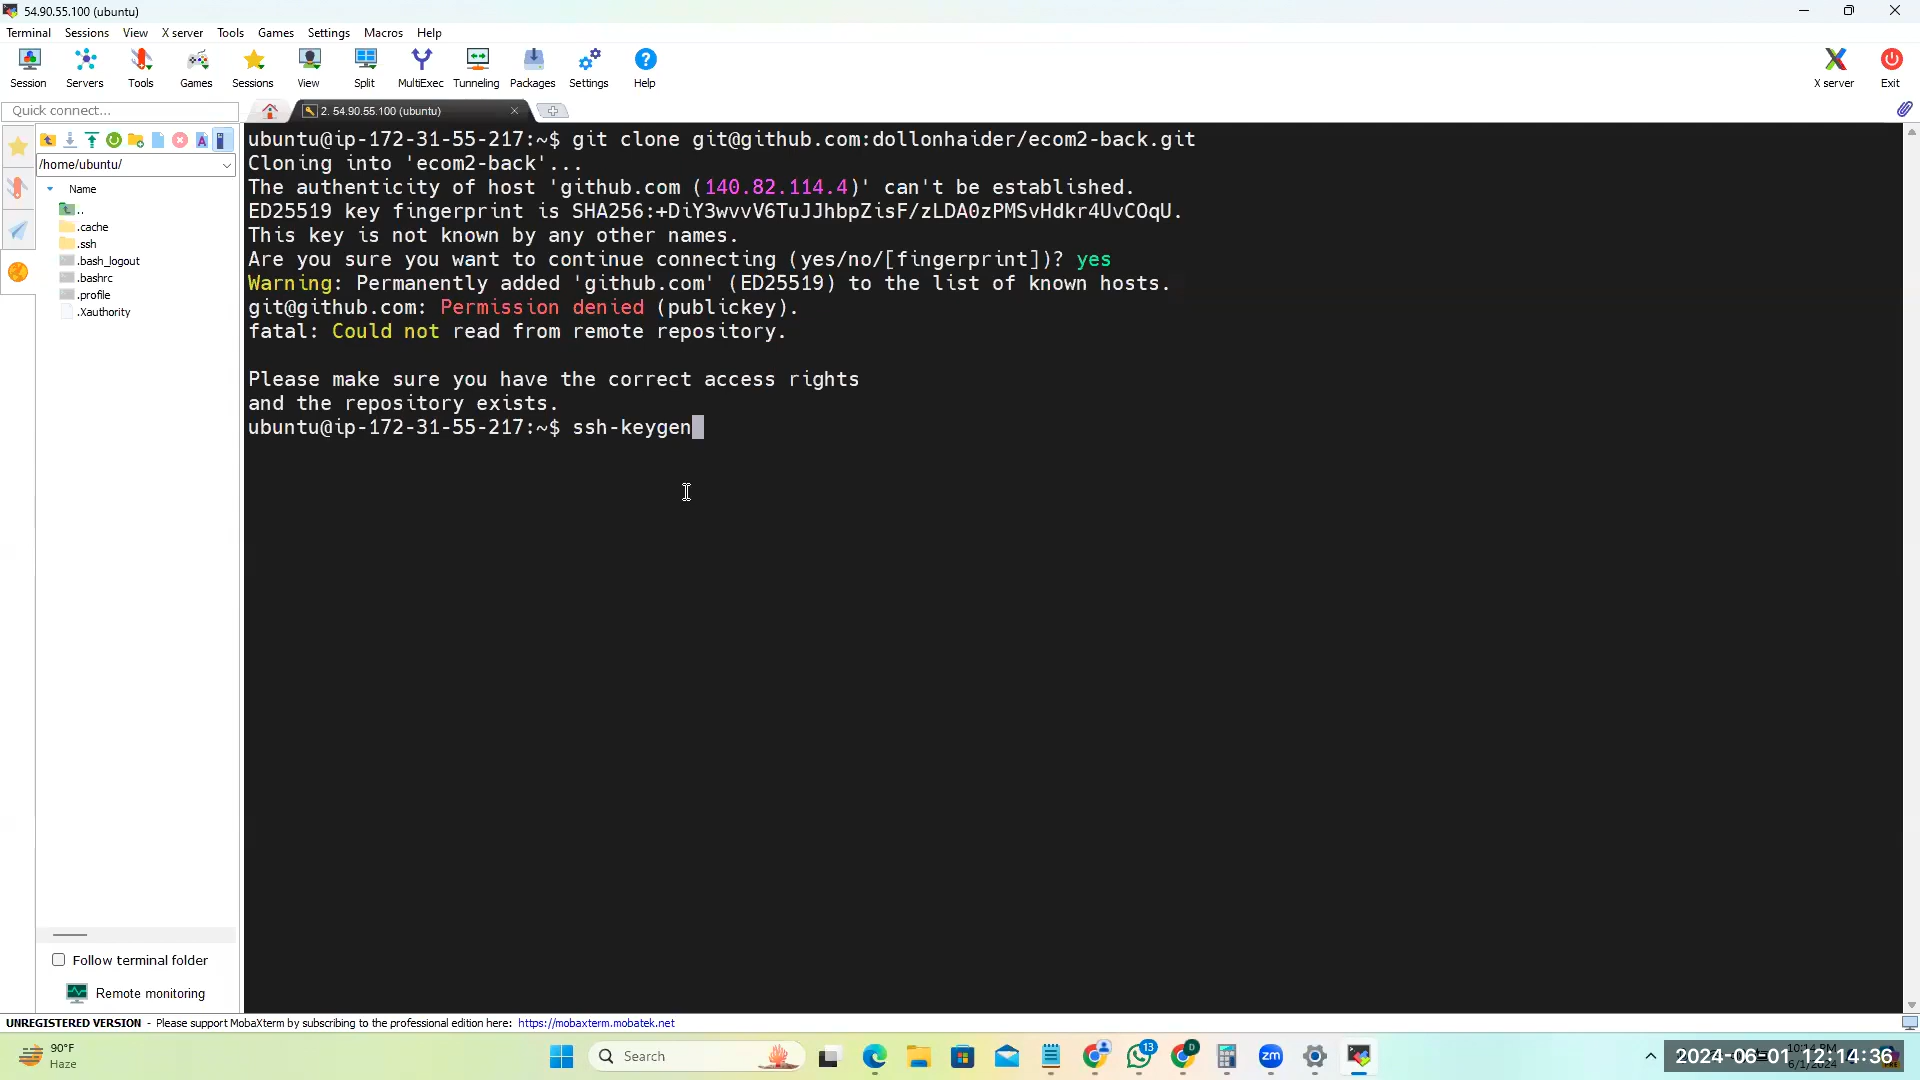 54.90.55.100 (ubuntu)
Terminal Sessions View X server Tools Games Settings Macros Help
Session Servers Tools Games Sessions View Split MultiExec Tunneling Packages Settings Help X server Exit
Quick connect...
2. 54.90.55.100 (ubuntu)
/home/ubuntu/
Name
..
.cache
.ssh
.bash_logout
.bashrc
.profile
.Xauthority
Follow terminal folder
Remote monitoring
ubuntu@ip-172-31-55-217:~$ git clone git@github.com:dollonhaider/ecom2-back.git
Cloning into 'ecom2-back'...
The authenticity of host 'github.com (140.82.114.4)' can't be established.
ED25519 key fingerprint is SHA256:+DiY3wvvV6TuJJhbpZisF/zLDA0zPMSvHdkr4UvCOqU.
This key is not known by any other names.
Are you sure you want to continue connecting (yes/no/[fingerprint])? yes
Warning: Permanently added 'github.com' (ED25519) to the list of known hosts.
git@github.com: Permission denied (publickey).
fatal: Could not read from remote repository.
Please make sure you have the correct access rights
and the repository exists.
ubuntu@ip-172-31-55-217:~$ ssh-keygen
UNREGISTERED VERSION - Please support MobaXterm by subscribing to the professional edition here: https://mobaxterm.mobatek.net
90°F
Haze
Search
13
D
zm
2024-06-01 12:14:36